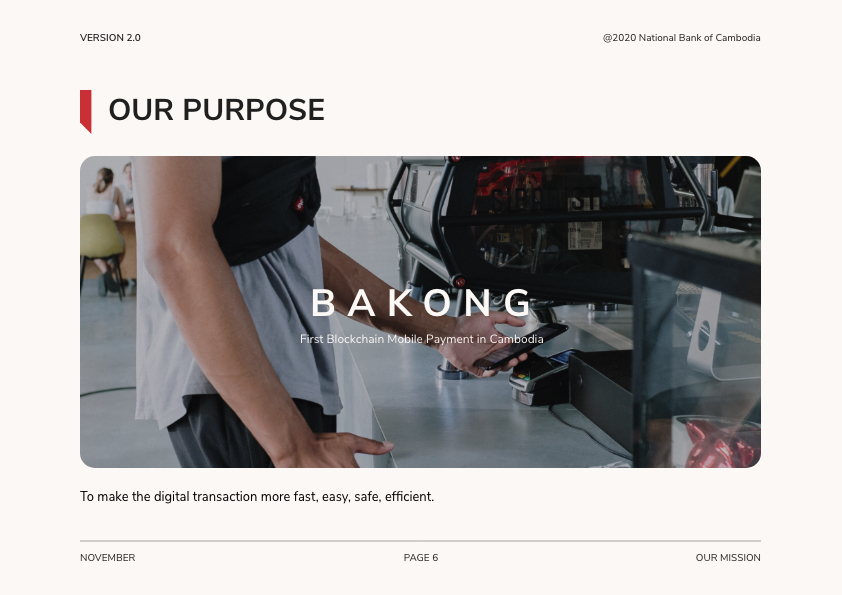 VERSION 2.0
@2020 National Bank of Cambodia
OUR PURPOSE
BAKONG
First Blockchain Mobile Payment in Cambodia
To make the digital transaction more fast, easy, safe, efficient.
NOVEMBER
PAGE 6
OUR MISSION